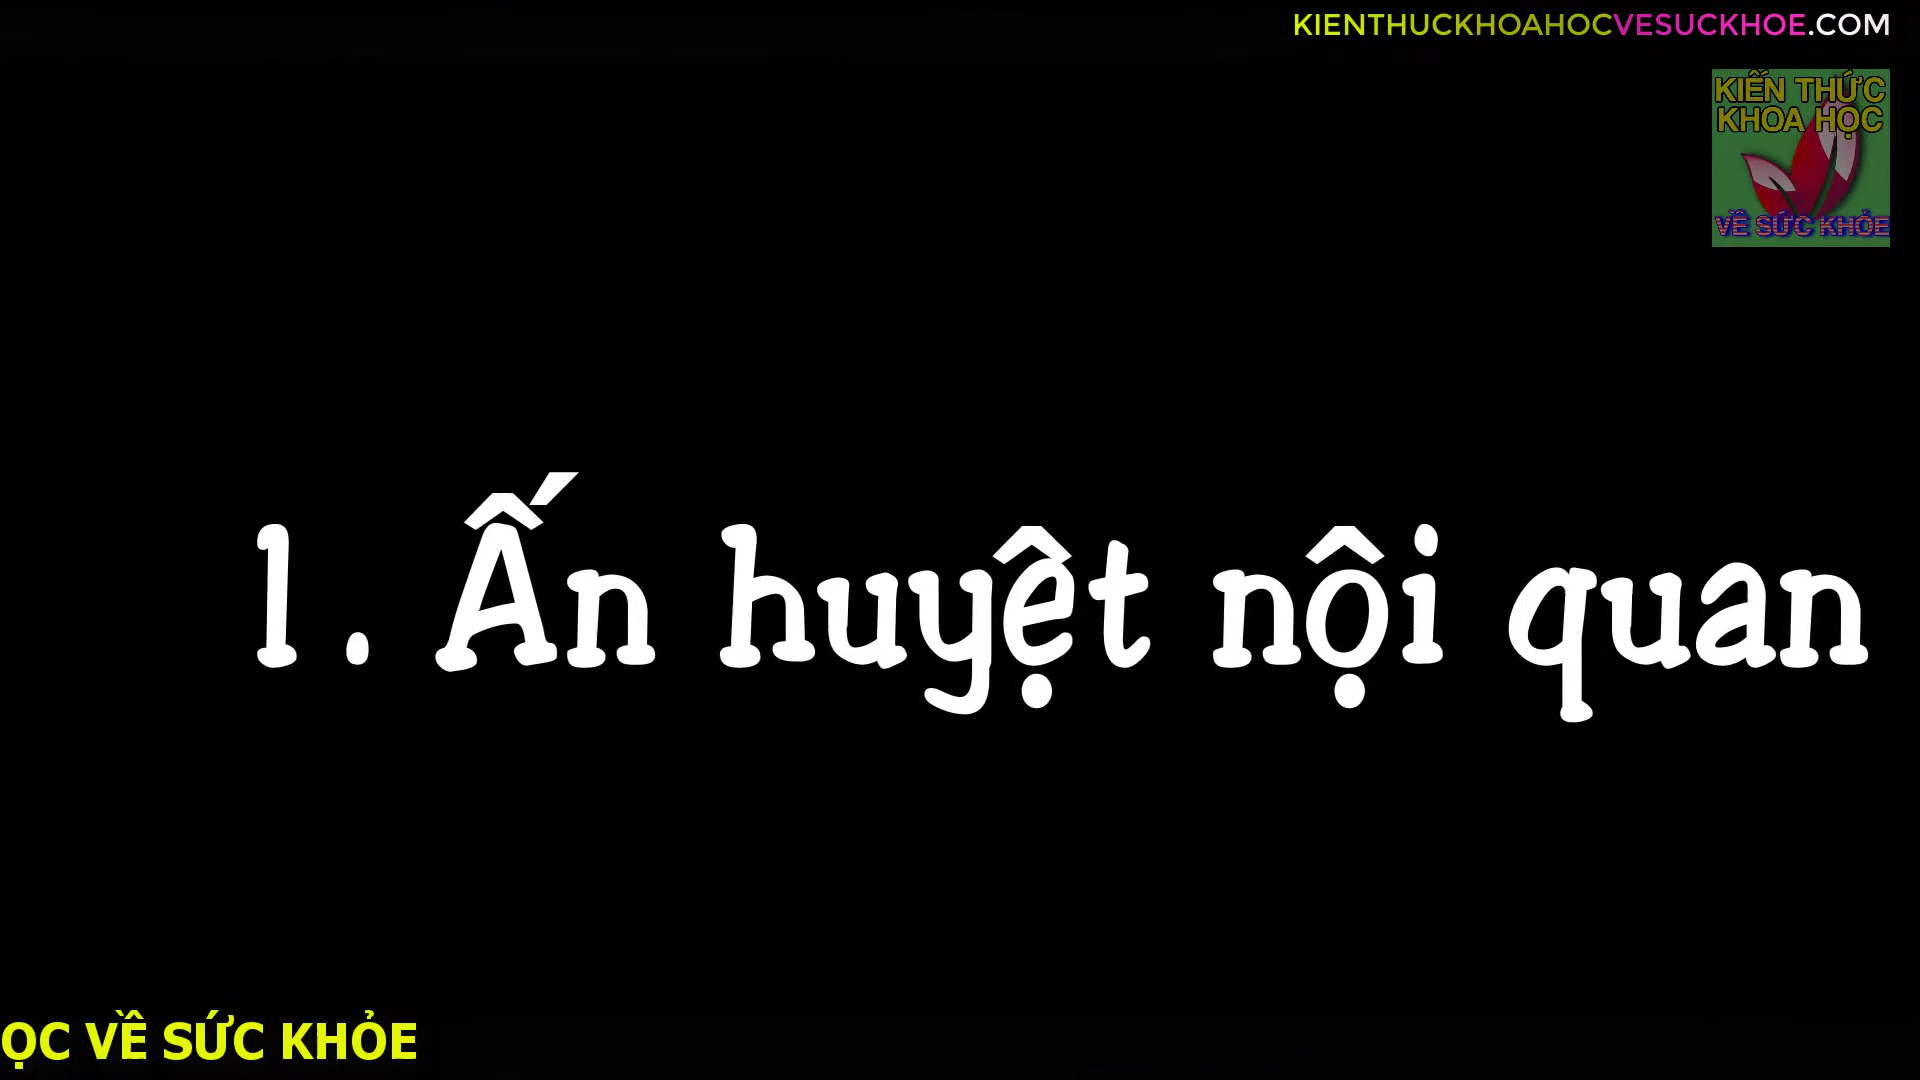 KIENTHUCKHOAHOCVESUCKHOE.COM
KIẾN THỨC
KHOA HỌC
VỀ SỨC KHỎE
1. Ấn huyệt nội quan
ỌC VỀ SỨC KHỎE